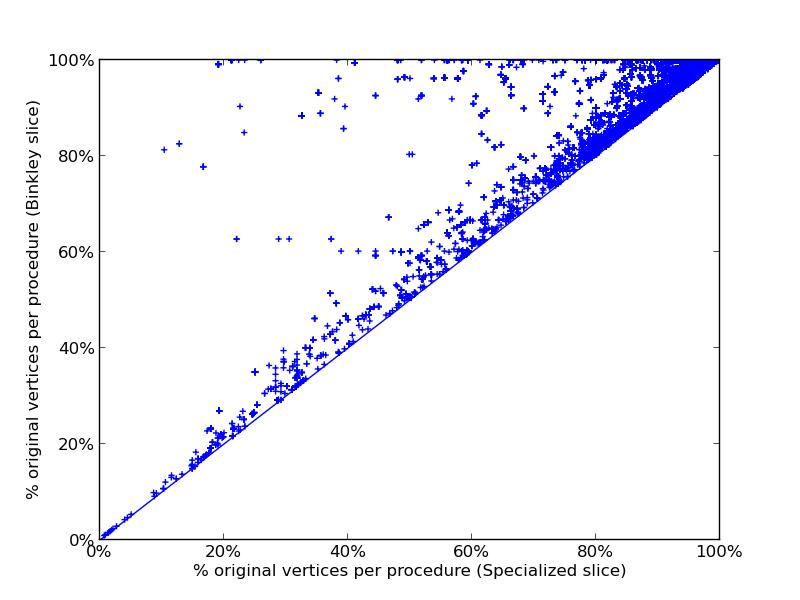 100%
80%
60%
40%
20%
0%
0% 20% 40% 60% 80% 100%
% original vertices per procedure (Specialized slice)
% original vertices per procedure (Binkley slice)